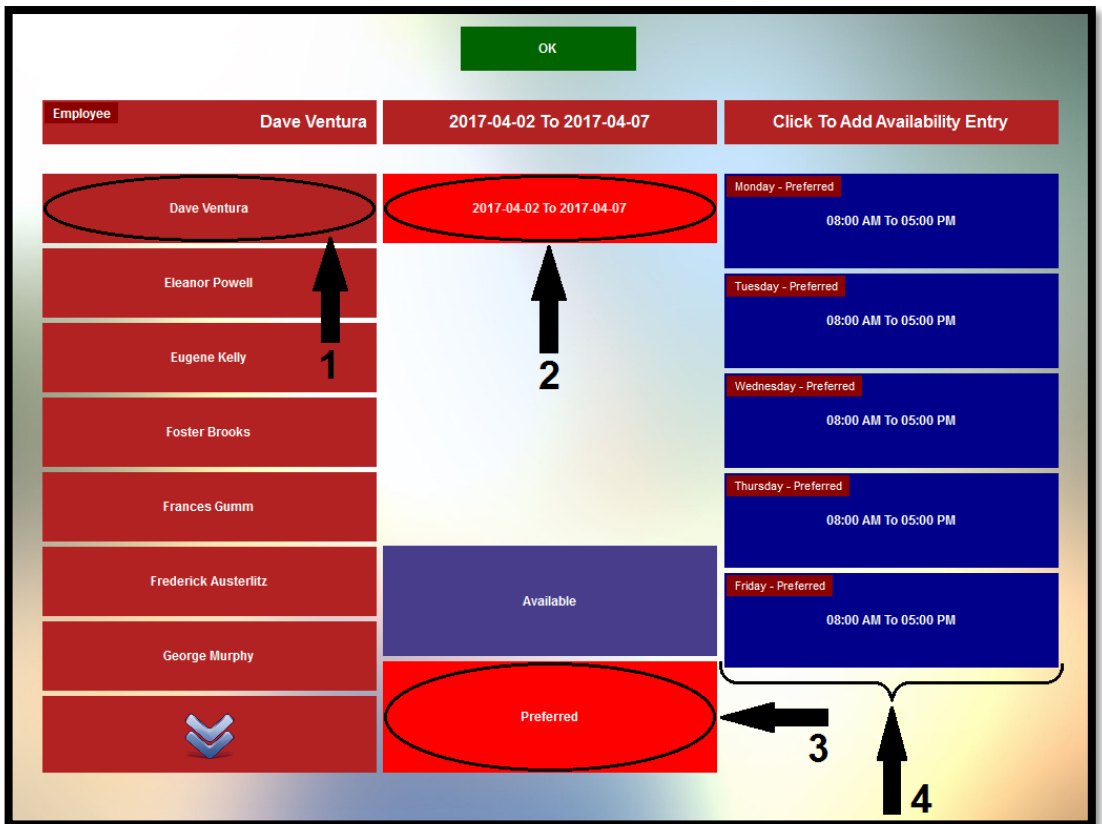 OK
Employee
Dave Ventura
2017-04-02 To 2017-04-07
Click To Add Availability Entry
Dave Ventura
Eleanor Powell
Eugene Kelly
Foster Brooks
Frances Gumm
Frederick Austerlitz
George Murphy
1
2017-04-02 To 2017-04-07
2
Available
Preferred
3
Monday - Preferred
08:00 AM To 05:00 PM
Tuesday - Preferred
08:00 AM To 05:00 PM
Wednesday - Preferred
08:00 AM To 05:00 PM
Thursday - Preferred
08:00 AM To 05:00 PM
Friday - Preferred
08:00 AM To 05:00 PM
4